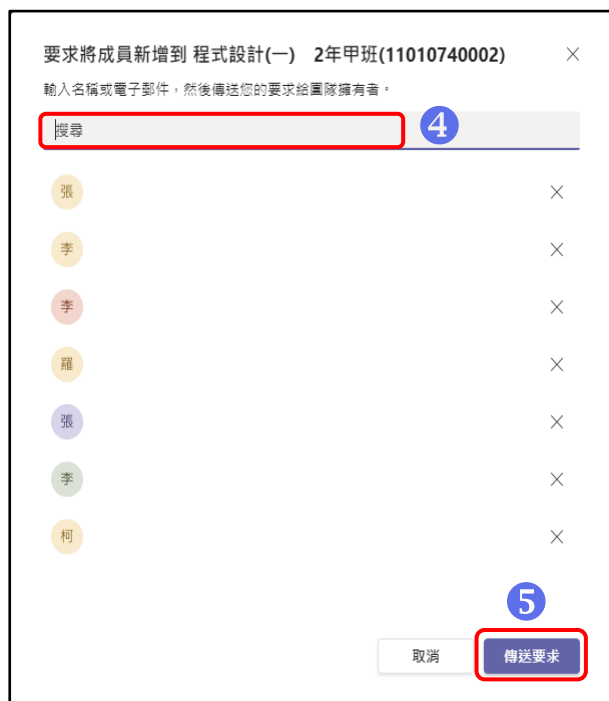 要求將成員新增到 程式設計(一) 2年甲班(11010740002)
輸入名稱或電子郵件，然後傳送您的要求給團隊擁有者。
搜尋 4
張
李
李
羅
張
李
柯
5
取消 傳送要求